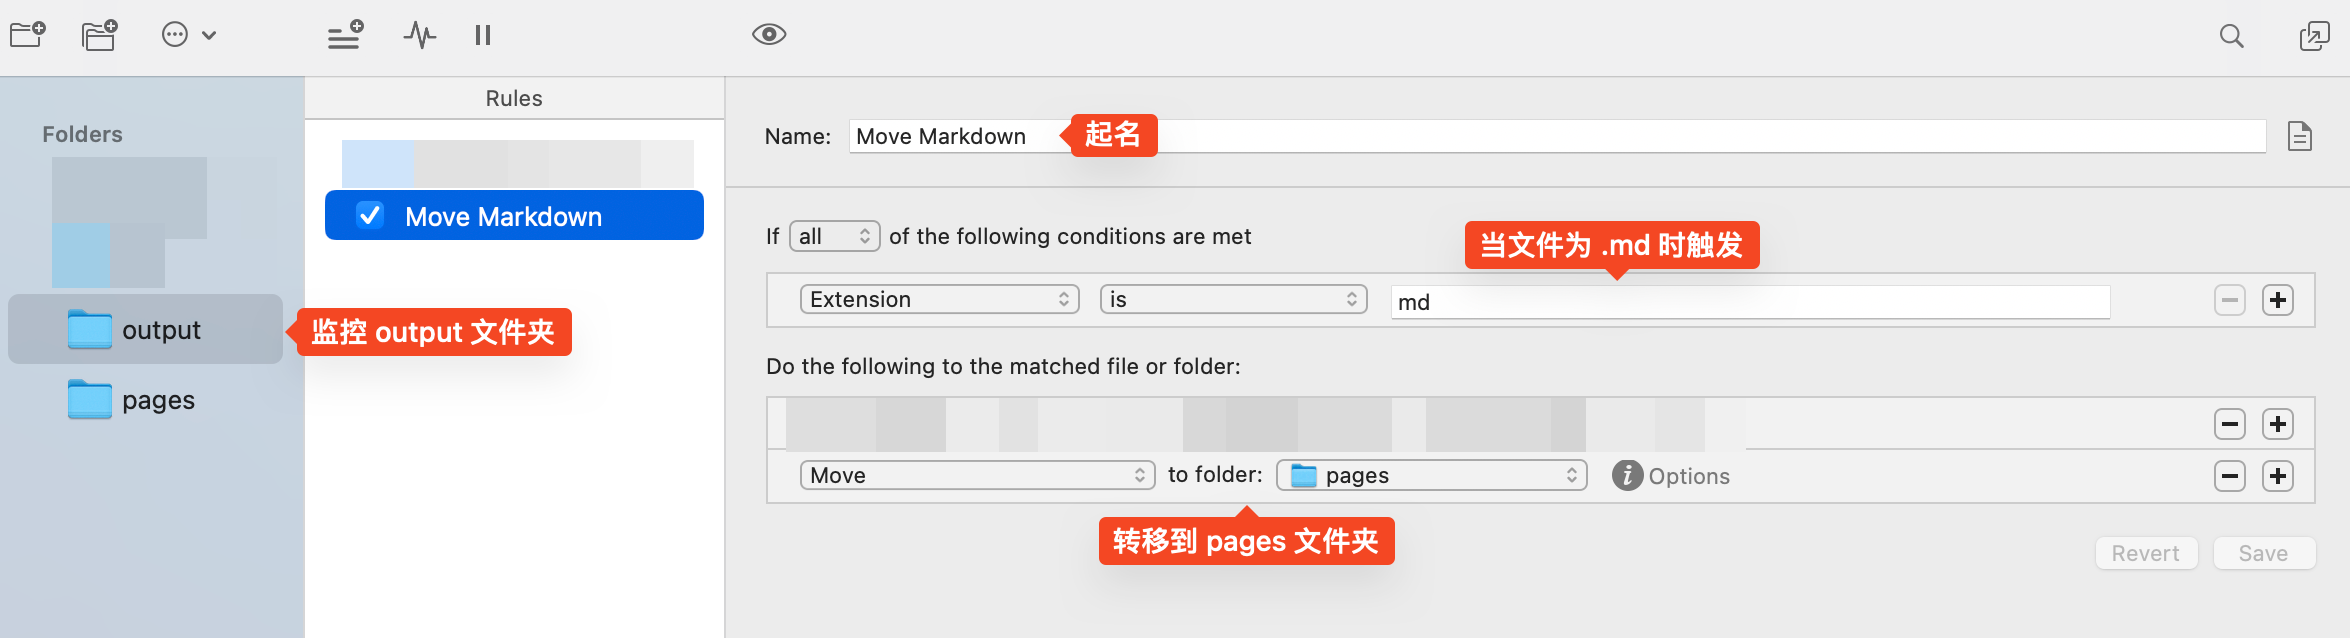 Rules
Folders
output
pages
监控 output 文件夹
Move Markdown
Name: Move Markdown
起名
If all of the following conditions are met
当文件为 .md 时触发
Extension is md
Do the following to the matched file or folder:
Move to folder: pages i Options
转移到 pages 文件夹
Revert Save